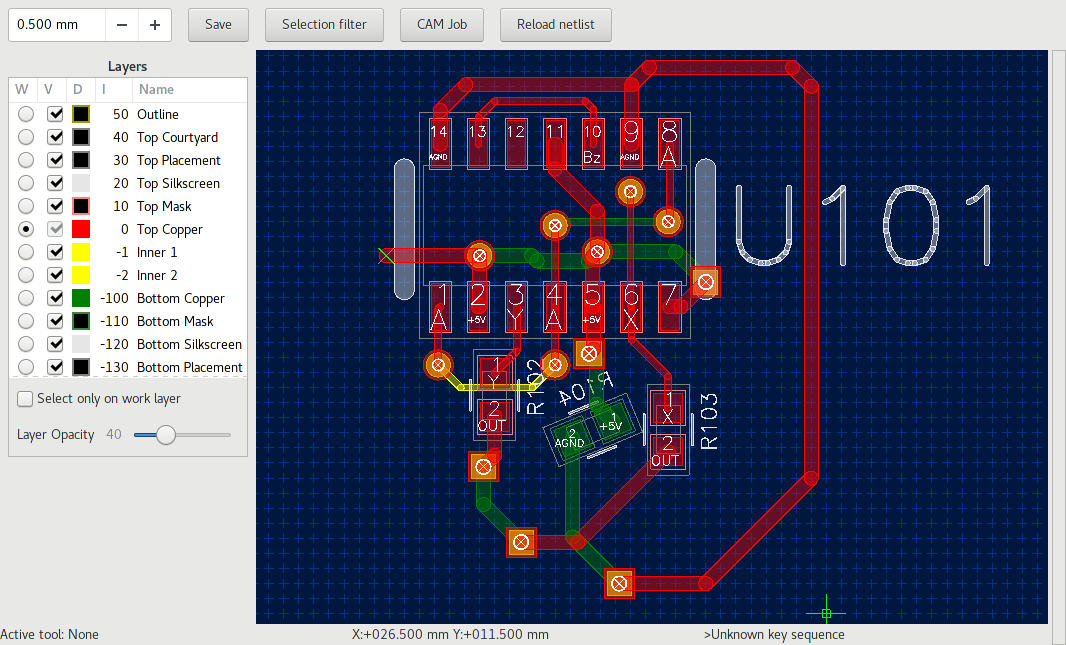 0.500 mm − + Save Selection filter CAM Job Reload netlist
Layers
W V D I Name
50 Outline
40 Top Courtyard
30 Top Placement
20 Top Silkscreen
10 Top Mask
0 Top Copper
-1 Inner 1
-2 Inner 2
-100 Bottom Copper
-110 Bottom Mask
-120 Bottom Silkscreen
-130 Bottom Placement
Select only on work layer
Layer Opacity 40
14 13 12 11 10 9 8
AGND Bz AGND A
U101
1 2 3 4 5 6 7
A +5V Y A +5V X
1
Y
2
OUT
R102
R104
1
+5V
2
AGND
1
X
2
OUT
R103
Active tool: None X:+026.500 mm Y:+011.500 mm >Unknown key sequence